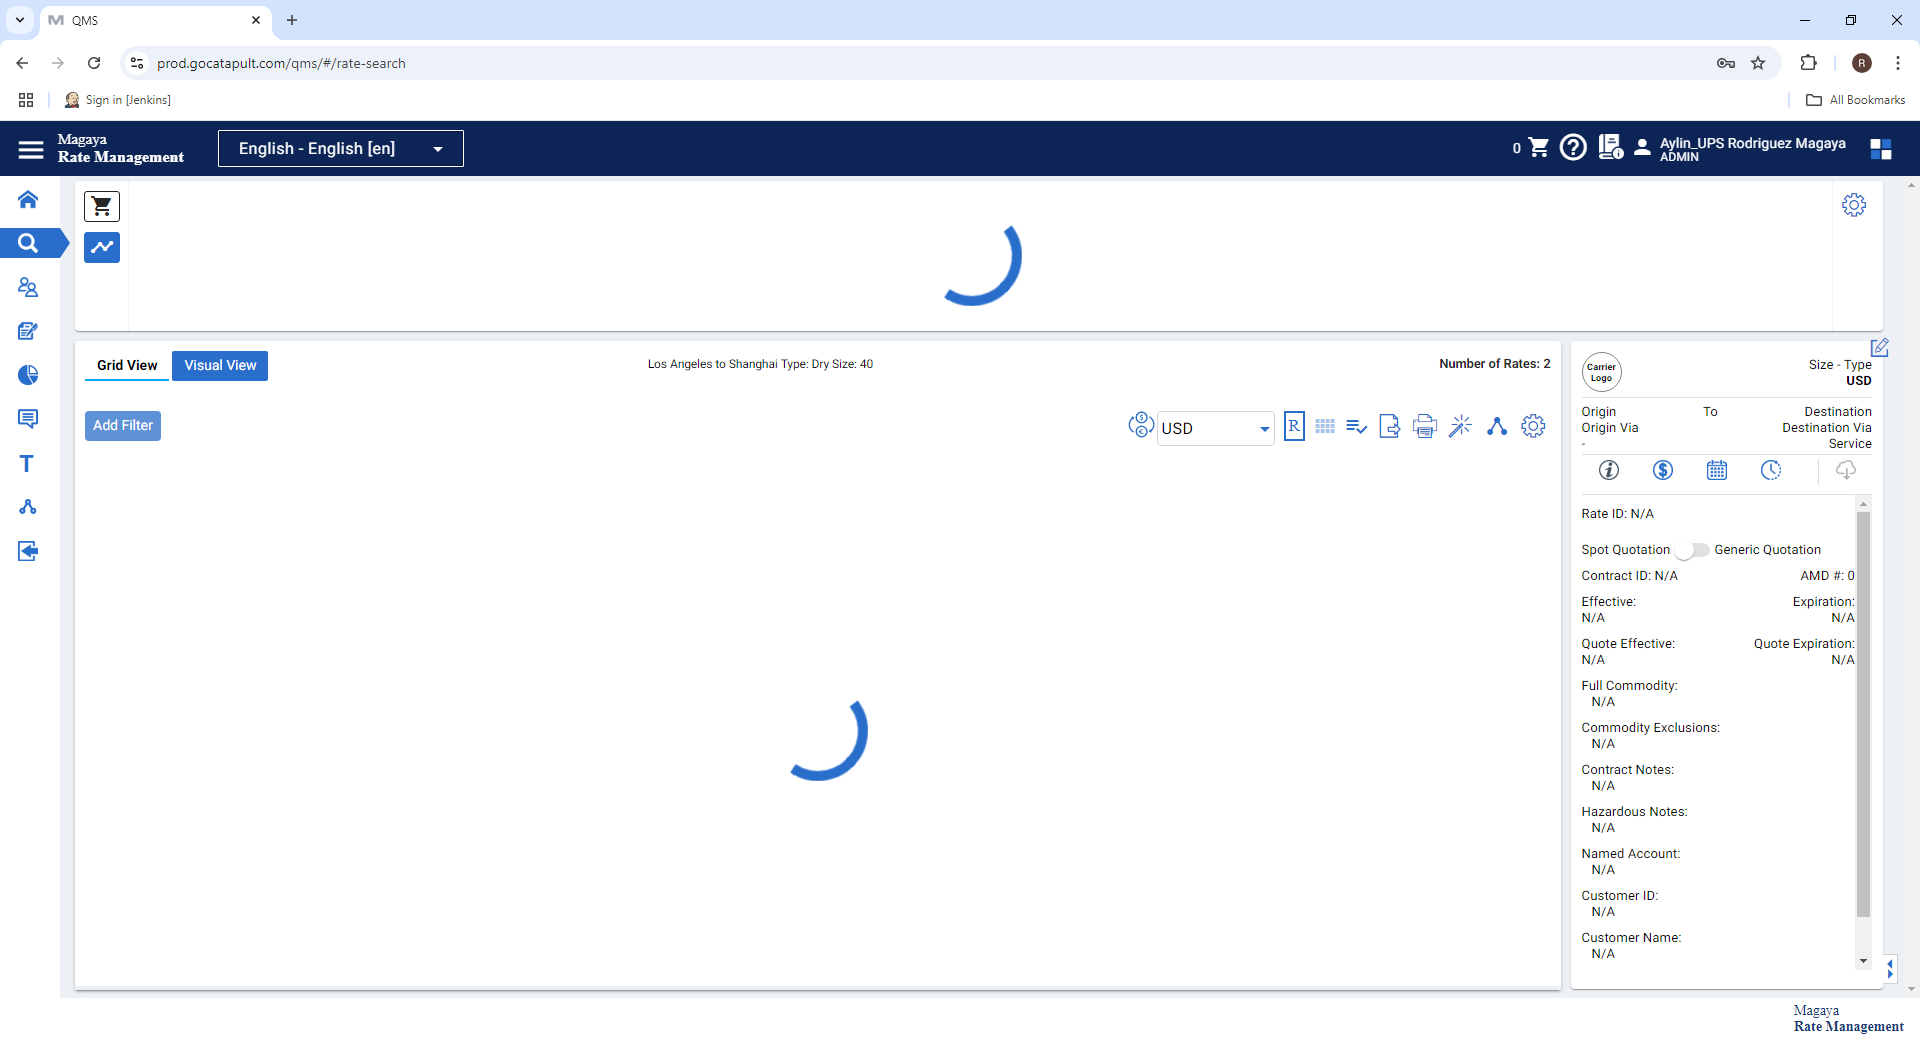 QMS
prod.gocatapult.com/qms/#/rate-search
R
Sign in [Jenkins]
All Bookmarks
Magaya
Rate Management
English - English [en]
0
Aylin_UPS Rodriguez Magaya
ADMIN
Grid View
Visual View
Los Angeles to Shanghai Type: Dry Size: 40
Number of Rates: 2
Add Filter
USD
R
Carrier
Logo
Size - Type
USD
Origin To Destination
Origin Via Destination Via
- Service
Rate ID: N/A
Spot Quotation Generic Quotation
Contract ID: N/A AMD #: 0
Effective: Expiration:
N/A N/A
Quote Effective: Quote Expiration:
N/A N/A
Full Commodity:
N/A
Commodity Exclusions:
N/A
Contract Notes:
N/A
Hazardous Notes:
N/A
Named Account:
N/A
Customer ID:
N/A
Customer Name:
N/A
Magaya
Rate Management